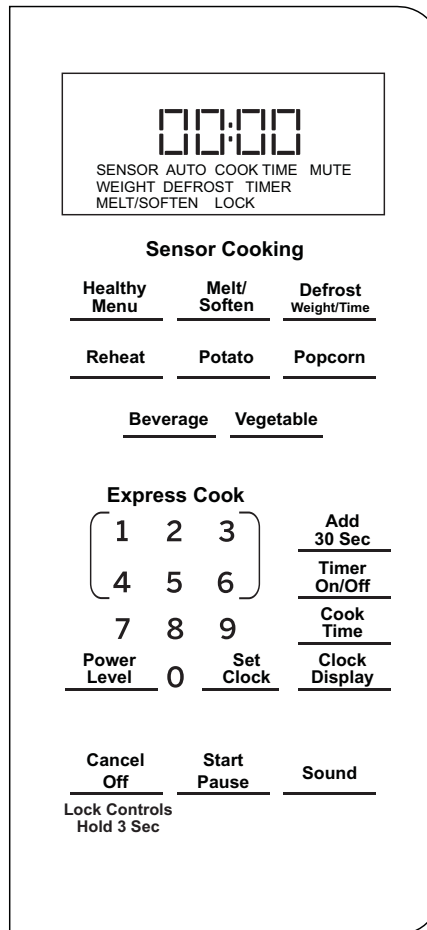 00:00
SENSOR AUTO COOK TIME MUTE
WEIGHT DEFROST TIMER
MELT/SOFTEN LOCK
Sensor Cooking
Healthy
Menu
Melt/
Soften
Defrost
Weight/Time
Reheat
Potato
Popcorn
Beverage
Vegetable
Express Cook
1 2 3
Add
30 Sec
4 5 6
Timer
On/Off
7 8 9
Cook
Time
Power
Level
0
Set
Clock
Clock
Display
Cancel
Off
Start
Pause
Sound
Lock Controls
Hold 3 Sec